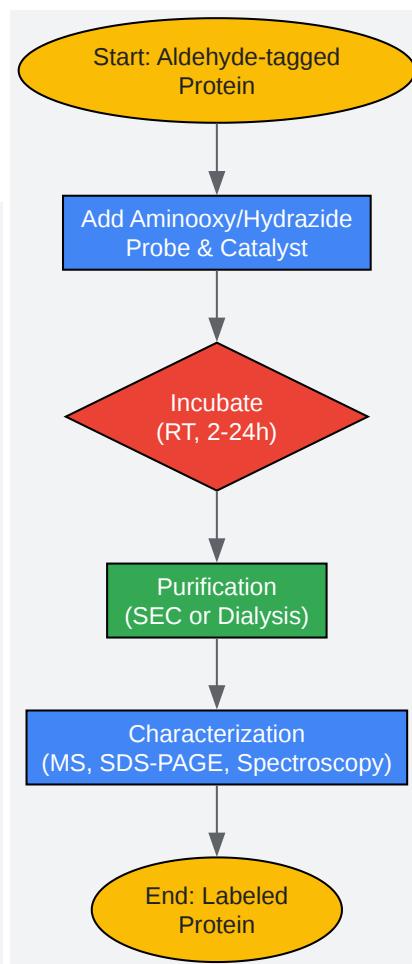 Start: Aldehyde-tagged
Protein
Add Aminooxy/Hydrazide
Probe & Catalyst
Incubate
(RT, 2-24h)
Purification
(SEC or Dialysis)
Characterization
(MS, SDS-PAGE, Spectroscopy)
End: Labeled
Protein